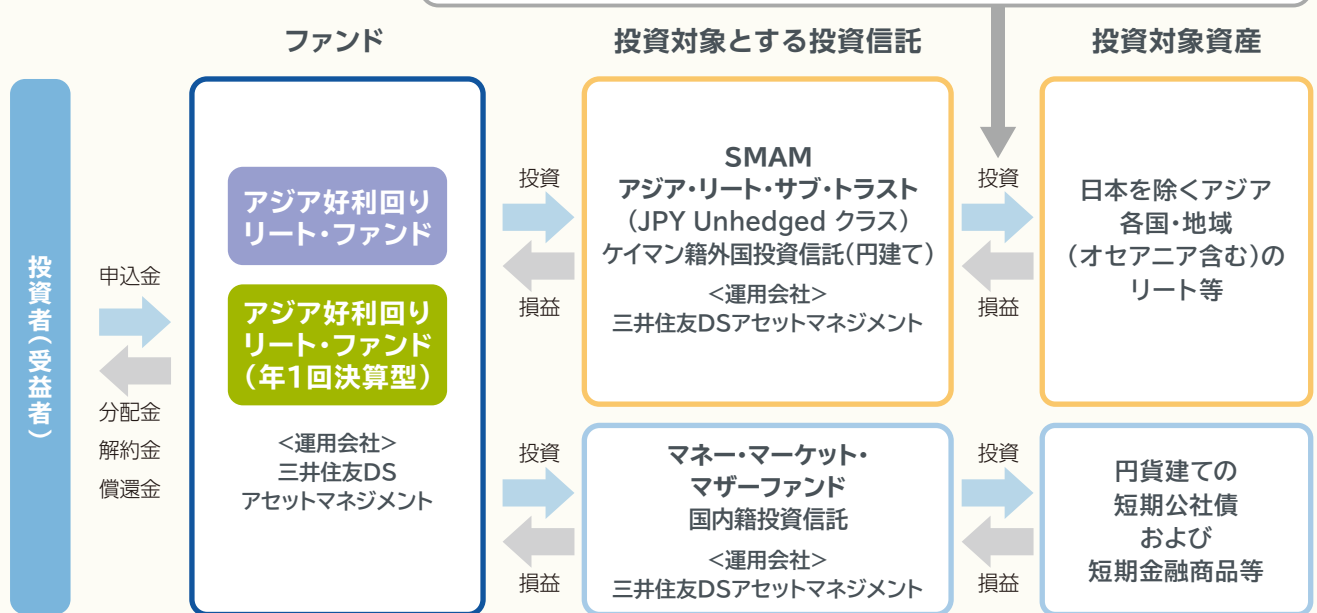 ファンド
投資対象とする投資信託
投資対象資産
投資者(受益者)
申込金
分配金
解約金
償還金
アジア好利回り
リート・ファンド
アジア好利回り
リート・ファンド
(年1回決算型)
<運用会社>
三井住友DS
アセットマネジメント
投資
損益
SMAM
アジア・リート・サブ・トラスト
(JPY Unhedged クラス)
ケイマン籍外国投資信託(円建て)
<運用会社>
三井住友DSアセットマネジメント
投資
損益
日本を除くアジア
各国・地域
(オセアニア含む)の
リート等
投資
損益
マネー・マーケット・
マザーファンド
国内籍投資信託
<運用会社>
三井住友DSアセットマネジメント
投資
損益
円貨建ての
短期公社債
および
短期金融商品等